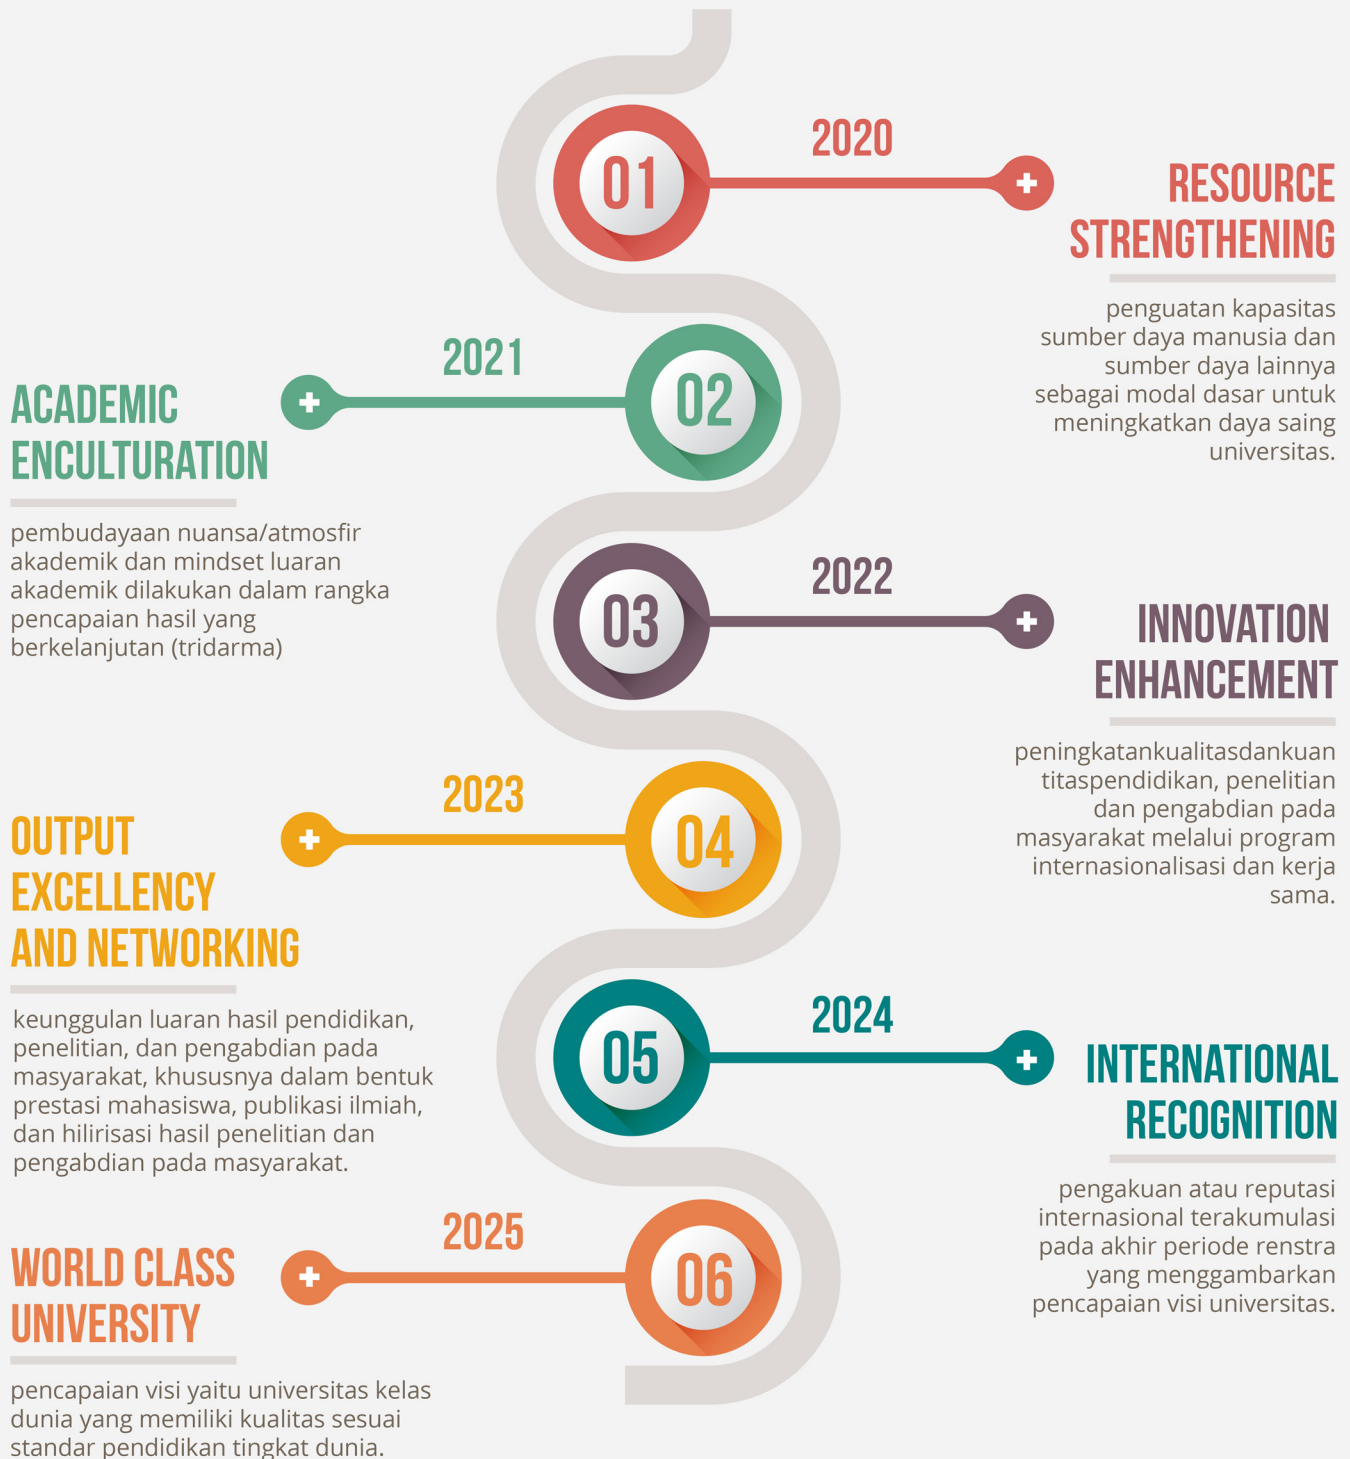 01
2020
RESOURCE
STRENGTHENING
penguatan kapasitas
sumber daya manusia dan
sumber daya lainnya
sebagai modal dasar untuk
meningkatkan daya saing
universitas.
02
2021
ACADEMIC
ENCULTURATION
pembudayaan nuansa/atmosfir
akademik dan mindset luaran
akademik dilakukan dalam rangka
pencapaian hasil yang
berkelanjutan (tridarma)
03
2022
INNOVATION
ENHANCEMENT
peningkatankualitasdankuan
titaspendidikan, penelitian
dan pengabdian pada
masyarakat melalui program
internasionalisasi dan kerja
sama.
04
2023
OUTPUT
EXCELLENCY
AND NETWORKING
keunggulan luaran hasil pendidikan,
penelitian, dan pengabdian pada
masyarakat, khususnya dalam bentuk
prestasi mahasiswa, publikasi ilmiah,
dan hilirisasi hasil penelitian dan
pengabdian pada masyarakat.
05
2024
INTERNATIONAL
RECOGNITION
pengakuan atau reputasi
internasional terakumulasi
pada akhir periode renstra
yang menggambarkan
pencapaian visi universitas.
06
2025
WORLD CLASS
UNIVERSITY
pencapaian visi yaitu universitas kelas
dunia yang memiliki kualitas sesuai
standar pendidikan tingkat dunia.